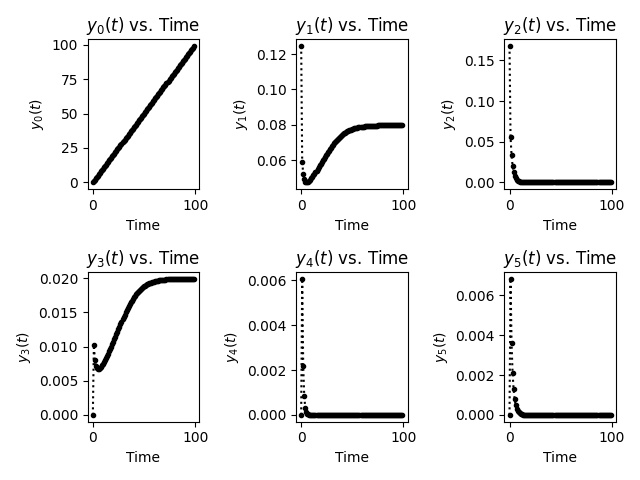 y₀(t) vs. Time
y₁(t) vs. Time
y₂(t) vs. Time
100
75
50
25
0
y₀(t)
0
100
Time
0.12
0.10
0.08
0.06
y₁(t)
0
100
Time
0.15
0.10
0.05
0.00
y₂(t)
0
100
Time
y₃(t) vs. Time
y₄(t) vs. Time
y₅(t) vs. Time
0.020
0.015
0.010
0.005
0.000
y₃(t)
0
100
Time
0.006
0.004
0.002
0.000
y₄(t)
0
100
Time
0.006
0.004
0.002
0.000
y₅(t)
0
100
Time